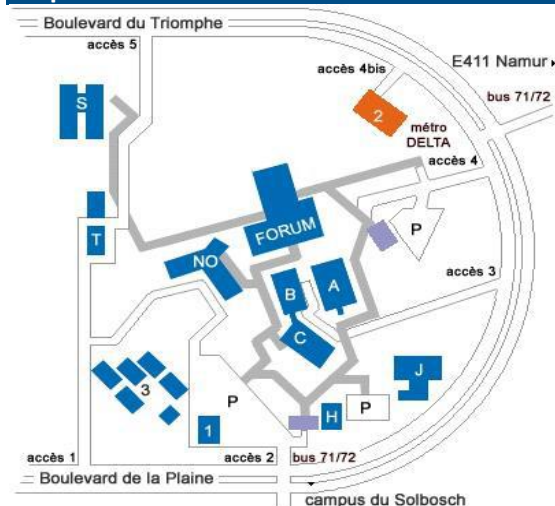 Boulevard du Triomphe
accès 5
E411 Namur
accès 4bis
bus 71/72
S
2
métro
DELTA
accès 4
T
FORUM
P
NO
accès 3
A
B
C
J
3
P
P
H
1
accès 1
accès 2
bus 71/72
Boulevard de la Plaine
campus du Solbosch